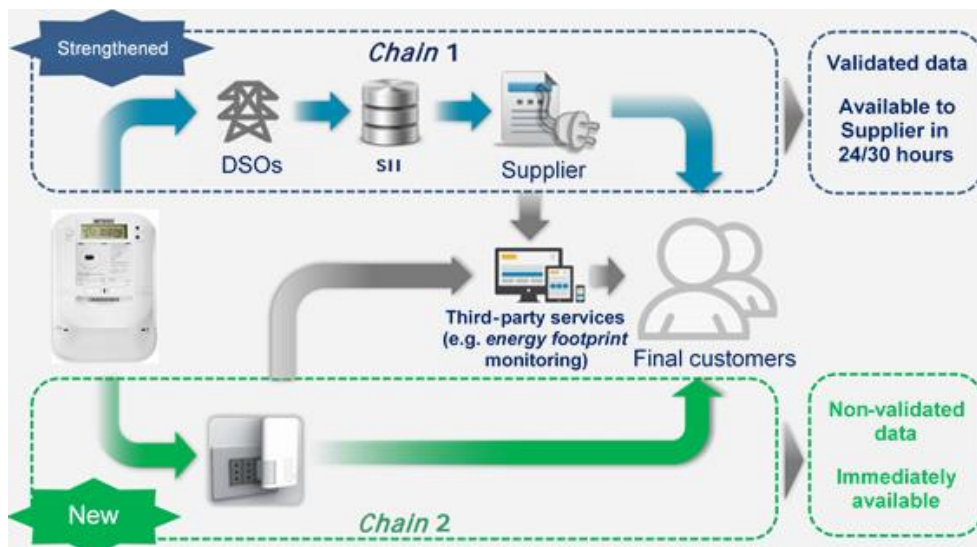 Strengthened
Chain 1
DSOs
SII
Supplier
Validated data
Available to
Supplier in
24/30 hours
Third-party services
(e.g. energy footprint
monitoring)
Final customers
New
Chain 2
Non-validated
data
Immediately
available